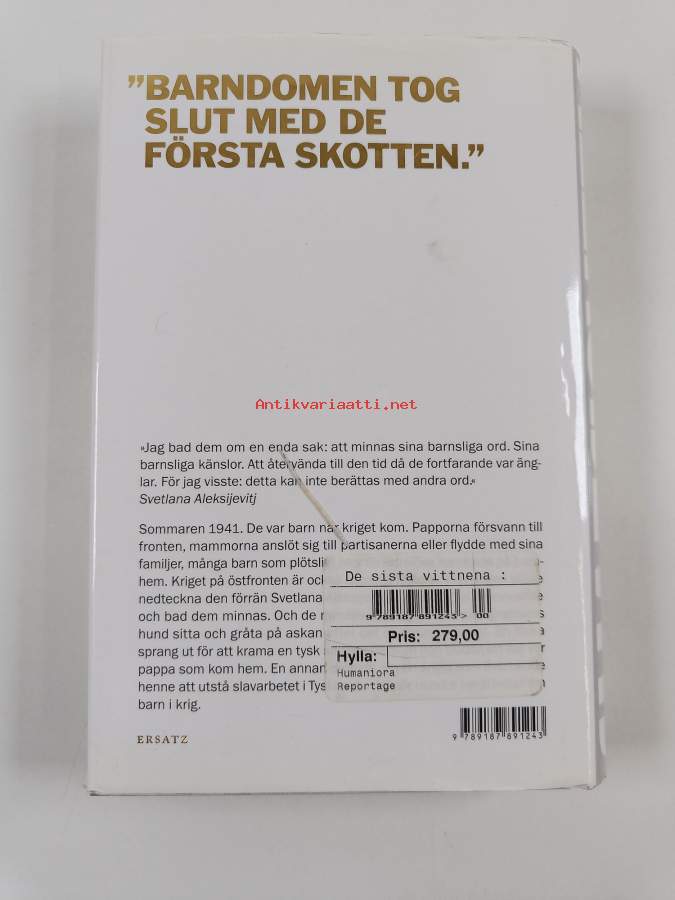 ”BARNDOMEN TOG
SLUT MED DE
FÖRSTA SKOTTEN.”
Antikvariaatti.net
»Jag bad dem om en enda sak: att minnas sina barnsliga ord. Sina
barnsliga känslor. Att återvända till den tid då de fortfarande var äng-
lar. För jag visste: detta kan inte berättas med andra ord.«
Svetlana Aleksijevitj
Sommaren 1941. De var barn när kriget kom. Papporna försvann till
fronten, mammorna anslöt sig till partisanerna eller flydde med sina
familjer, många barn som plötsli
hem. Kriget på östfronten är oc
nedteckna den förrän Svetlana
och bad dem minnas. Och de
hund sitta och gråta på askan
sprang ut för att krama en tysk
pappa som kom hem. En annan
henne att utstå slavarbetet i Tys
barn i krig.
De sista vittnena :
9 789187 891243 > 00
Pris: 279,00
Hylla:
Humaniora
Reportage
ERSATZ
9 789187 891243